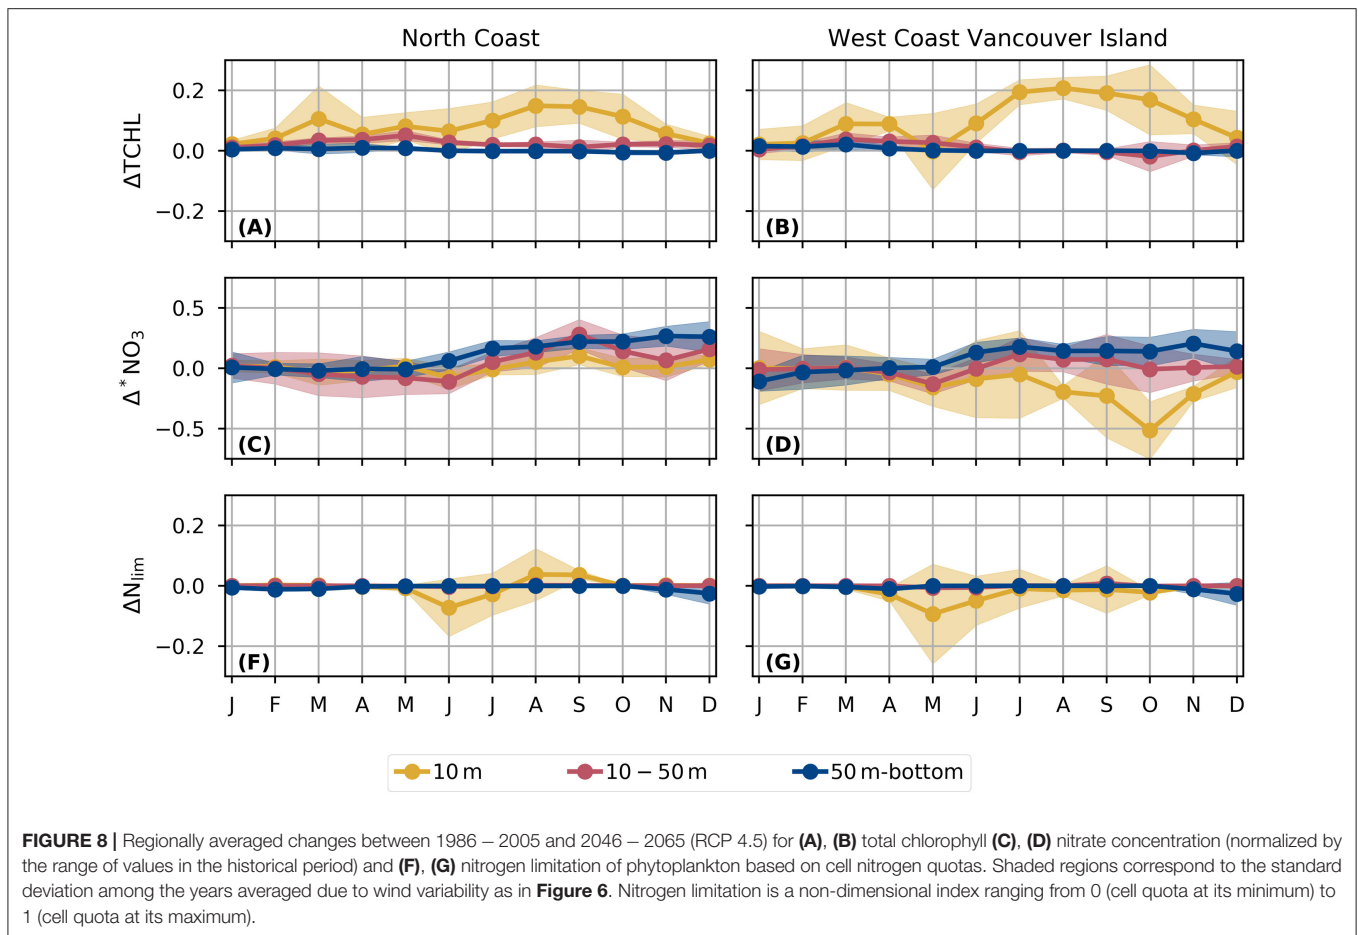 North Coast
West Coast Vancouver Island
ΔTCHL
0.2
0.0
−0.2
(A)
(B)
Δ* NO₃
0.5
0.0
−0.5
(C)
(D)
ΔN_lim
0.2
0.0
−0.2
(F)
(G)
J F M A M J J A S O N D
J F M A M J J A S O N D
10 m
10 − 50 m
50 m-bottom
FIGURE 8 | Regionally averaged changes between 1986 – 2005 and 2046 – 2065 (RCP 4.5) for (A), (B) total chlorophyll (C), (D) nitrate concentration (normalized by
the range of values in the historical period) and (F), (G) nitrogen limitation of phytoplankton based on cell nitrogen quotas. Shaded regions correspond to the standard
deviation among the years averaged due to wind variability as in Figure 6. Nitrogen limitation is a non-dimensional index ranging from 0 (cell quota at its minimum) to
1 (cell quota at its maximum).